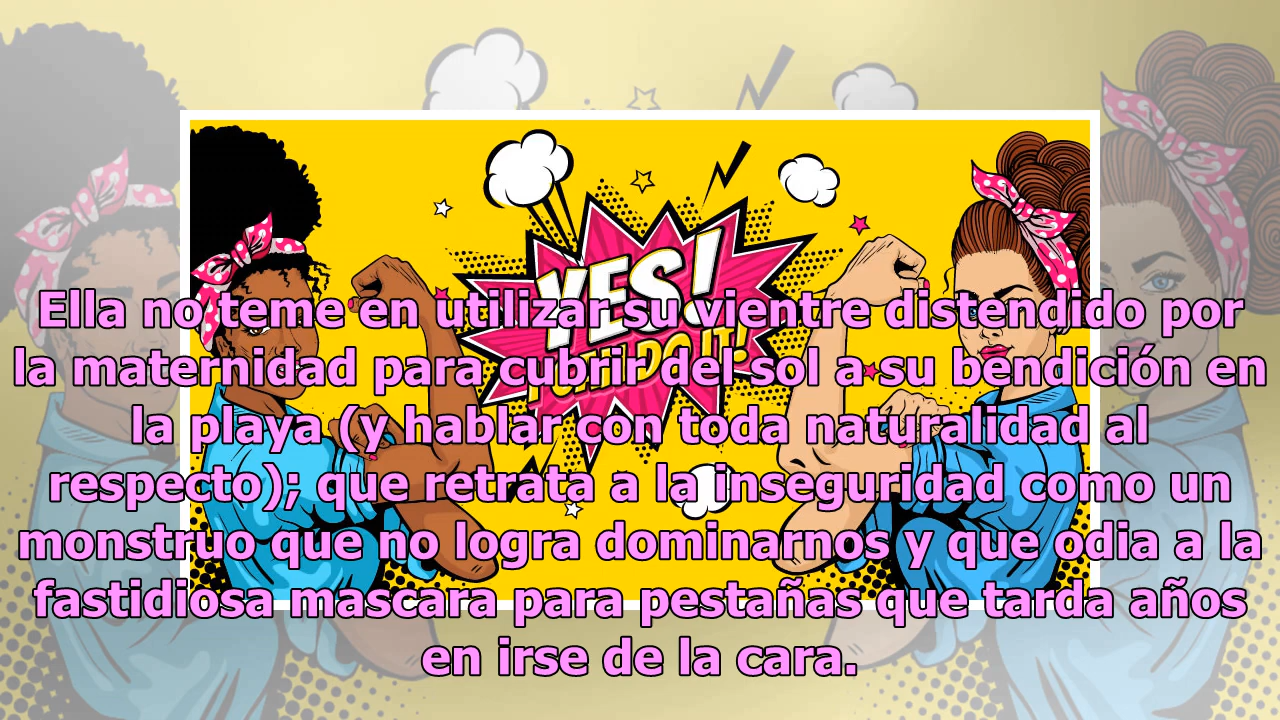 YES!
DO IT!
Ella no teme en utilizar su vientre distendido por
la maternidad para cubrir del sol a su bendición en
la playa (y hablar con toda naturalidad al
respecto); que retrata a la inseguridad como un
monstruo que no logra dominarnos y que odia a la
fastidiosa mascara para pestañas que tarda años
en irse de la cara.